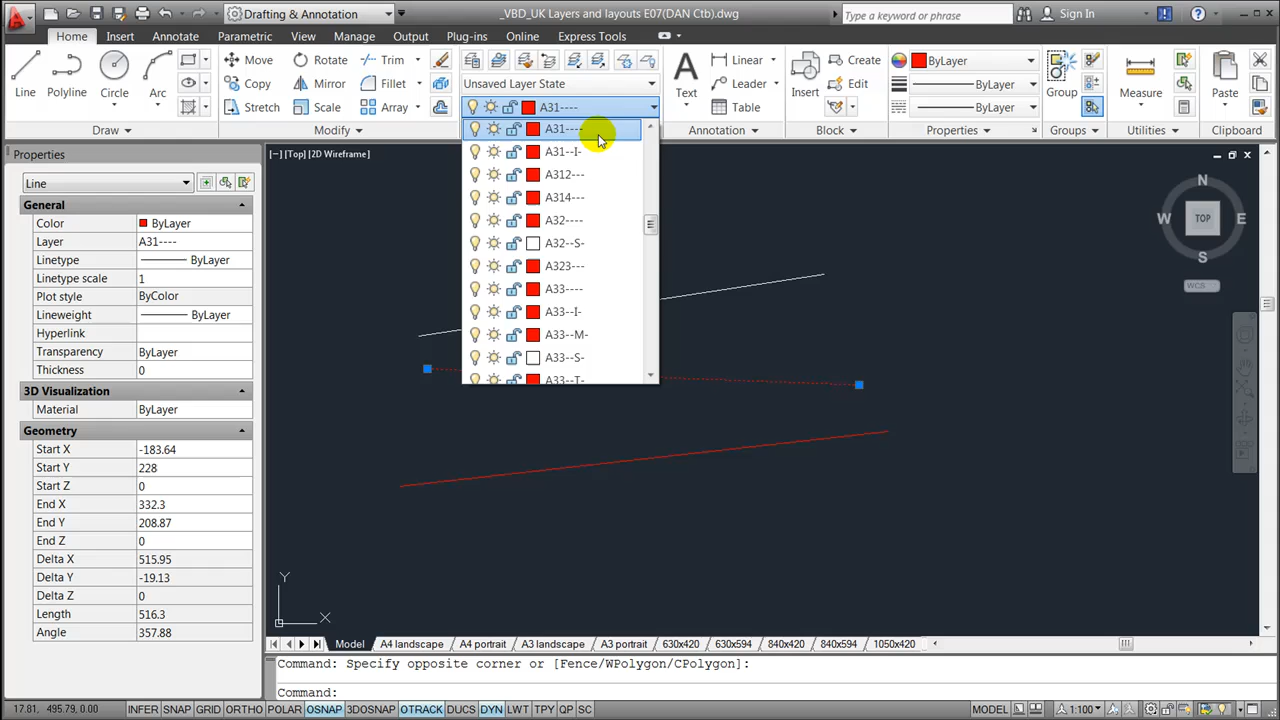 Drafting & Annotation
_VBD_UK Layers and layouts E07(DAN Ctb).dwg
Type a keyword or phrase
Sign In
Home Insert Annotate Parametric View Manage Output Plug-ins Online Express Tools
Line
Polyline
Circle
Arc
Draw
Move Rotate Trim
Copy Mirror Fillet
Stretch Scale Array
Modify
Unsaved Layer State
A31----
Text
Linear
Leader
Table
Annotation
Insert
Create
Edit
Block
ByLayer
ByLayer
ByLayer
Properties
Group
Groups
Measure
Utilities
Paste
Clipboard
A31----
A31--I-
A312---
A314---
A32----
A32--S-
A323---
A33----
A33--I-
A33--M-
A33--S-
A33--T-
Properties
Line
General
Color ByLayer
Layer A31----
Linetype ByLayer
Linetype scale 1
Plot style ByColor
Lineweight ByLayer
Hyperlink
Transparency ByLayer
Thickness 0
3D Visualization
Material ByLayer
Geometry
Start X -183.64
Start Y 228
Start Z 0
End X 332.3
End Y 208.87
End Z 0
Delta X 515.95
Delta Y -19.13
Delta Z 0
Length 516.3
Angle 357.88
[−] [Top] [2D Wireframe]
N
W TOP E
S
WCS
Y
X
Model A4 landscape A4 portrait A3 landscape A3 portrait 630x420 630x594 840x420 840x594 1050x420
Command: Specify opposite corner or [Fence/WPolygon/CPolygon]:
Command:
17.81, 495.79, 0.00
INFER SNAP GRID ORTHO POLAR OSNAP 3DOSNAP OTRACK DUCS DYN LWT TPY QP SC
MODEL
1:100